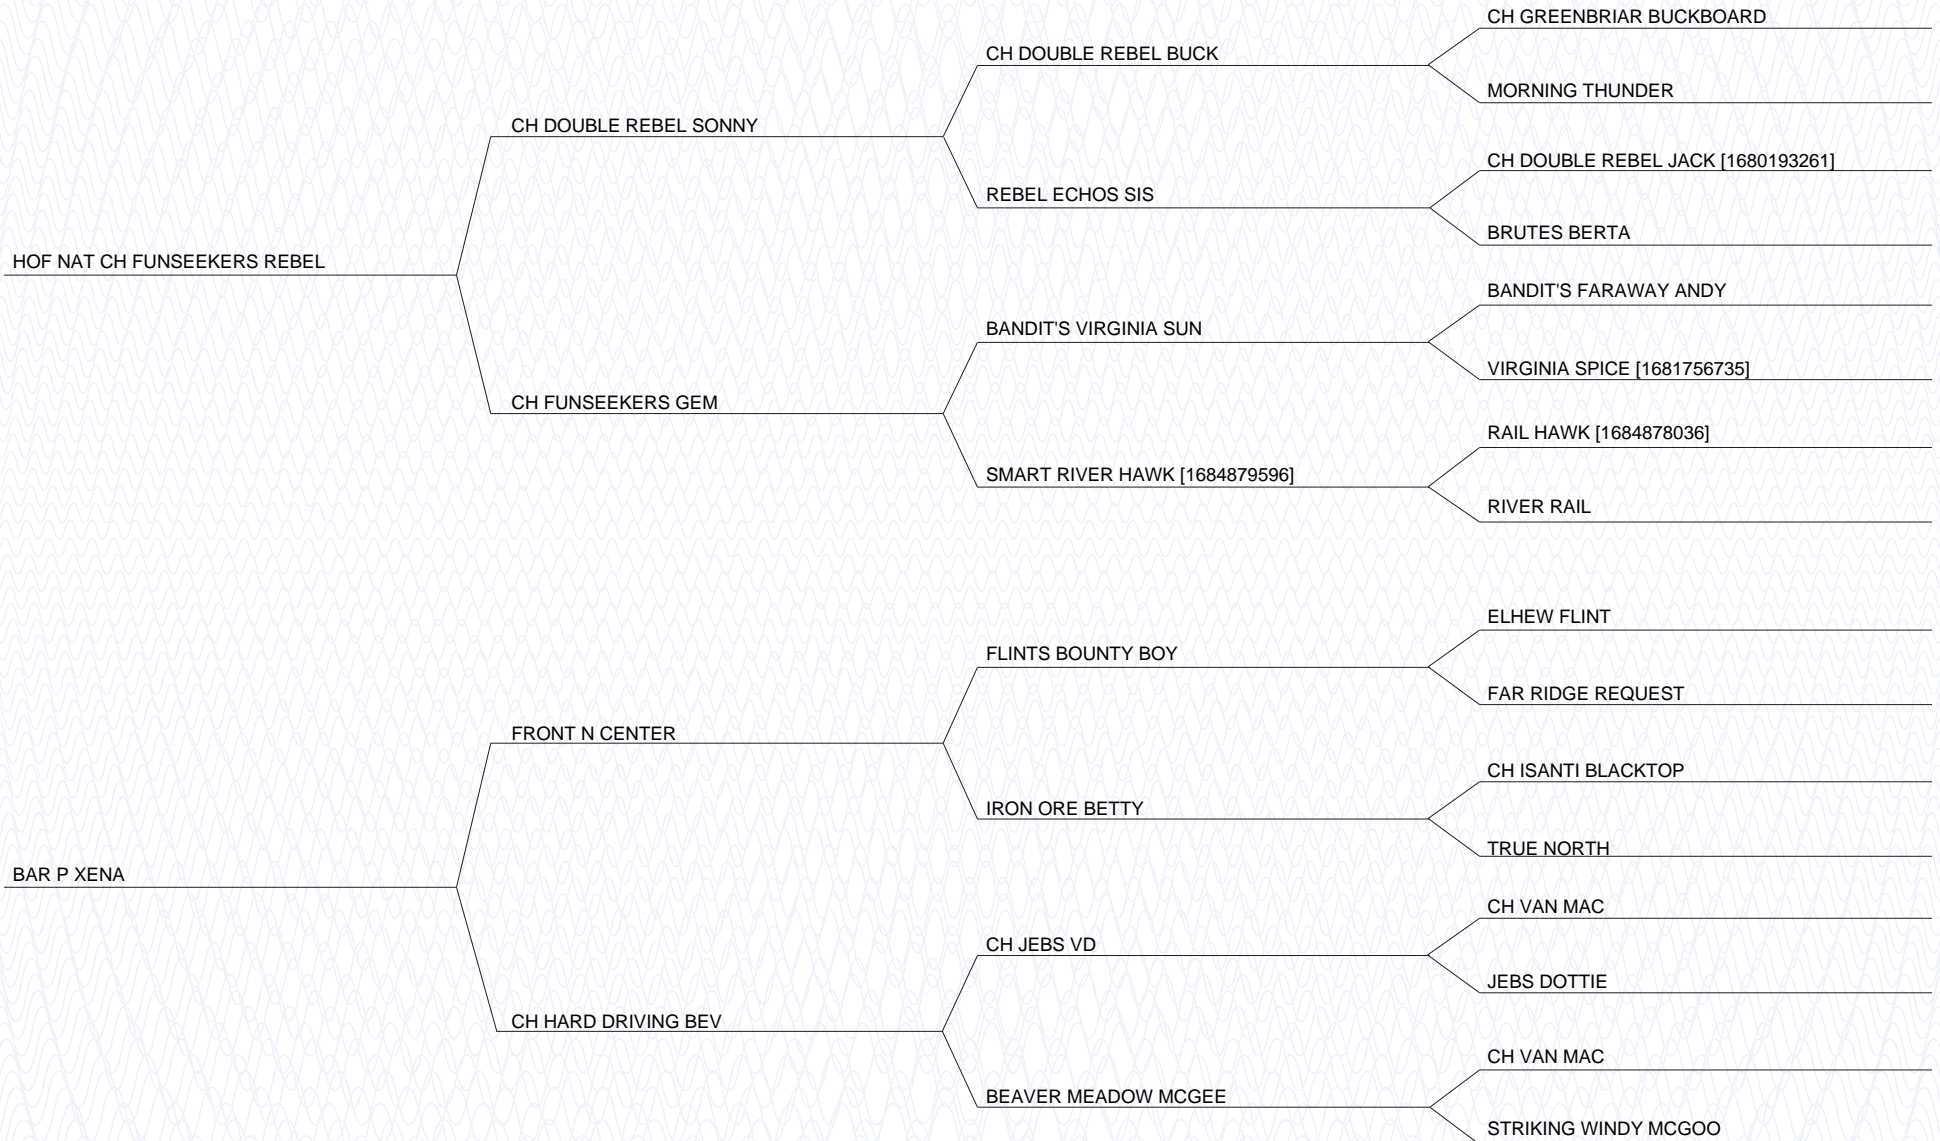 CH GREENBRIAR BUCKBOARD
CH DOUBLE REBEL BUCK
MORNING THUNDER
CH DOUBLE REBEL SONNY
CH DOUBLE REBEL JACK [1680193261]
REBEL ECHOS SIS
BRUTES BERTA
HOF NAT CH FUNSEEKERS REBEL
BANDIT'S FARAWAY ANDY
BANDIT'S VIRGINIA SUN
VIRGINIA SPICE [1681756735]
CH FUNSEEKERS GEM
RAIL HAWK [1684878036]
SMART RIVER HAWK [1684879596]
RIVER RAIL
ELHEW FLINT
FLINTS BOUNTY BOY
FAR RIDGE REQUEST
FRONT N CENTER
CH ISANTI BLACKTOP
IRON ORE BETTY
TRUE NORTH
BAR P XENA
CH VAN MAC
CH JEBS VD
JEBS DOTTIE
CH HARD DRIVING BEV
CH VAN MAC
BEAVER MEADOW MCGEE
STRIKING WINDY MCGOO